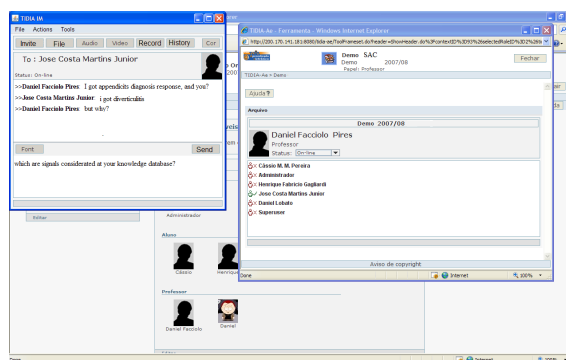 TIDIA IM
File Actions Tools
Invite File Audio Video Record History Cor
To : Jose Costa Martins Junior
Status: On-line
>>Daniel Facciolo Pires: I got appendicits diagnosis response, and you?
>>Jose Costa Martins Junior: i got diverticulitis
>>Daniel Facciolo Pires: but why?
Font Send
which are signals considerated at your knowledge database?
Editar
Administrador
Aluno
Cássio
Professor
Daniel Facciolo Daniel
TIDIA-Ae - Ferramenta - Windows Internet Explorer
Demo SAC
Demo 2007/08
Papel: Professor
Fechar
TIDIA-Ae > Demo
Ajuda ?
Arquivo
Demo 2007/08
Daniel Facciolo Pires
Professor
Status: On-line
Cássio M. M. Pereira
Administrador
Henrique Fabrício Gagliardi
Jose Costa Martins Junior
Daniel Lobato
Superuser
Aviso de copyright
Done Internet 100%
Done Internet 100%